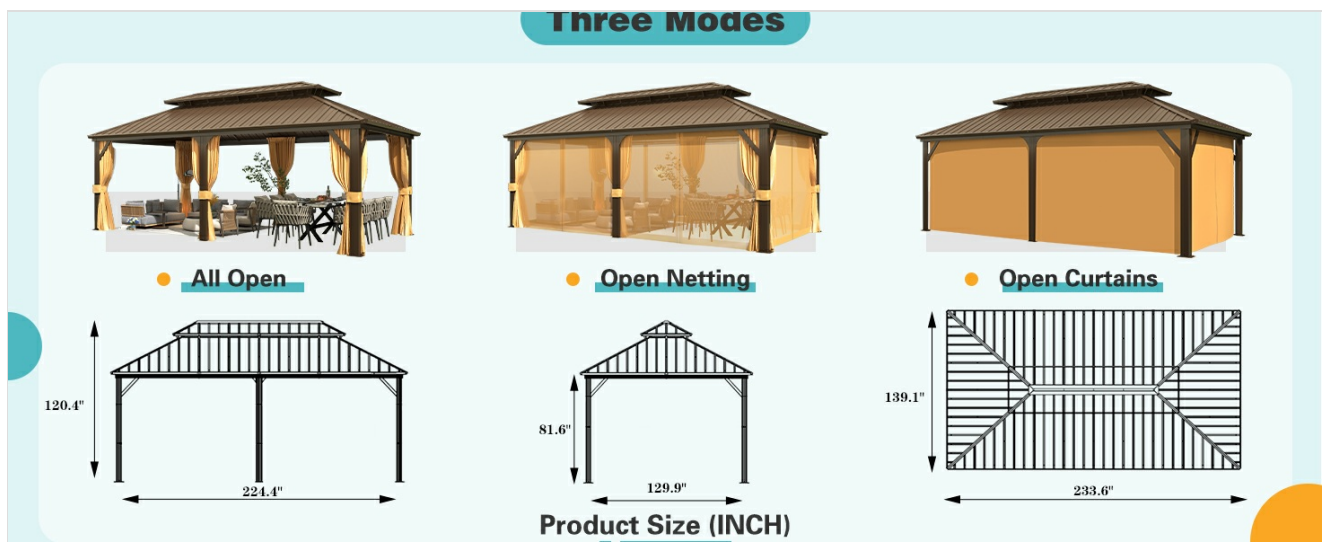 Three Modes
All Open
Open Netting
Open Curtains
120.4"
224.4"
81.6"
129.9"
139.1"
233.6"
Product Size (INCH)